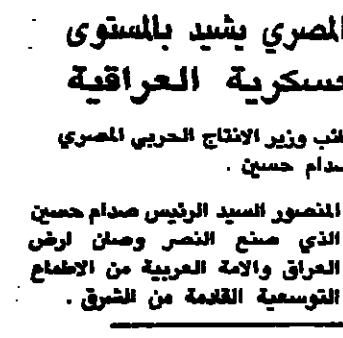 المصري يشيد بالمستوى
عسكرية العراقية
ائب وزير الانتاج الحربي المصري
صدام حسين .
المنصور السيد الرئيس صدام حسين
الذي صنع النصر وصان ارض
العراق والامة العربية من الاطماع
التوسعية القادمة من الشرق .